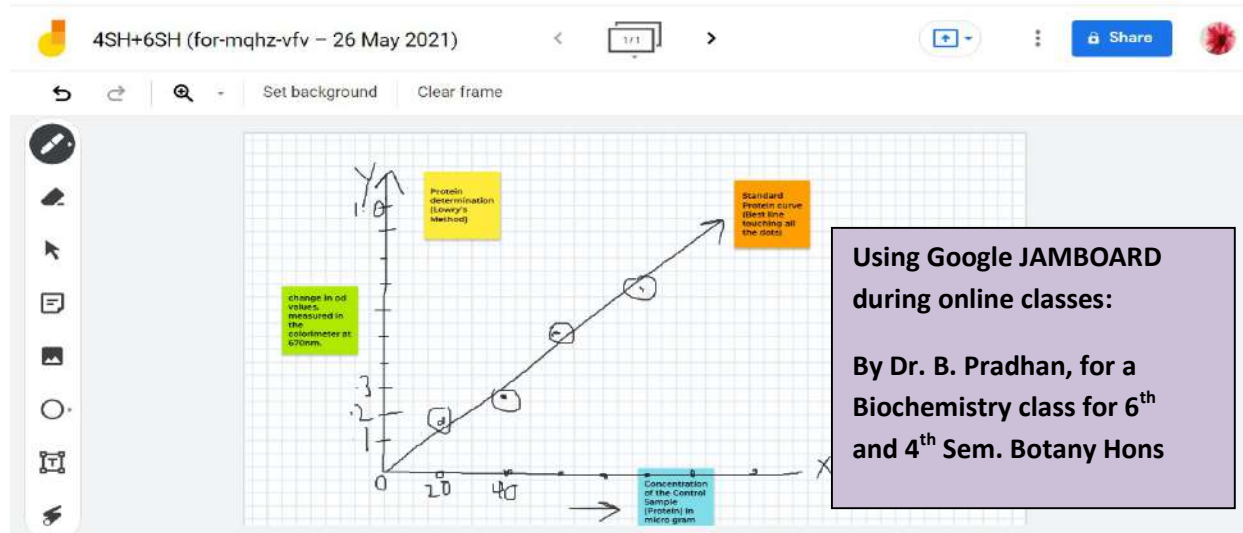 4SH+6SH (for-mqhz-vfv – 26 May 2021)
1/1
Share
Set background
Clear frame
Y
1.0
Protein
determination
(Lowry's
Method)
Standard
Protein curve
(Best line
touching all
the dots)
change in od
values,
measured in
the
colorimeter at
670nm.
.3
.2
.1
0
20
40
X
Concentration
of the Control
Sample
(Protein) in
micro gram
Using Google JAMBOARD
during online classes:
By Dr. B. Pradhan, for a
Biochemistry class for 6th
and 4th Sem. Botany Hons